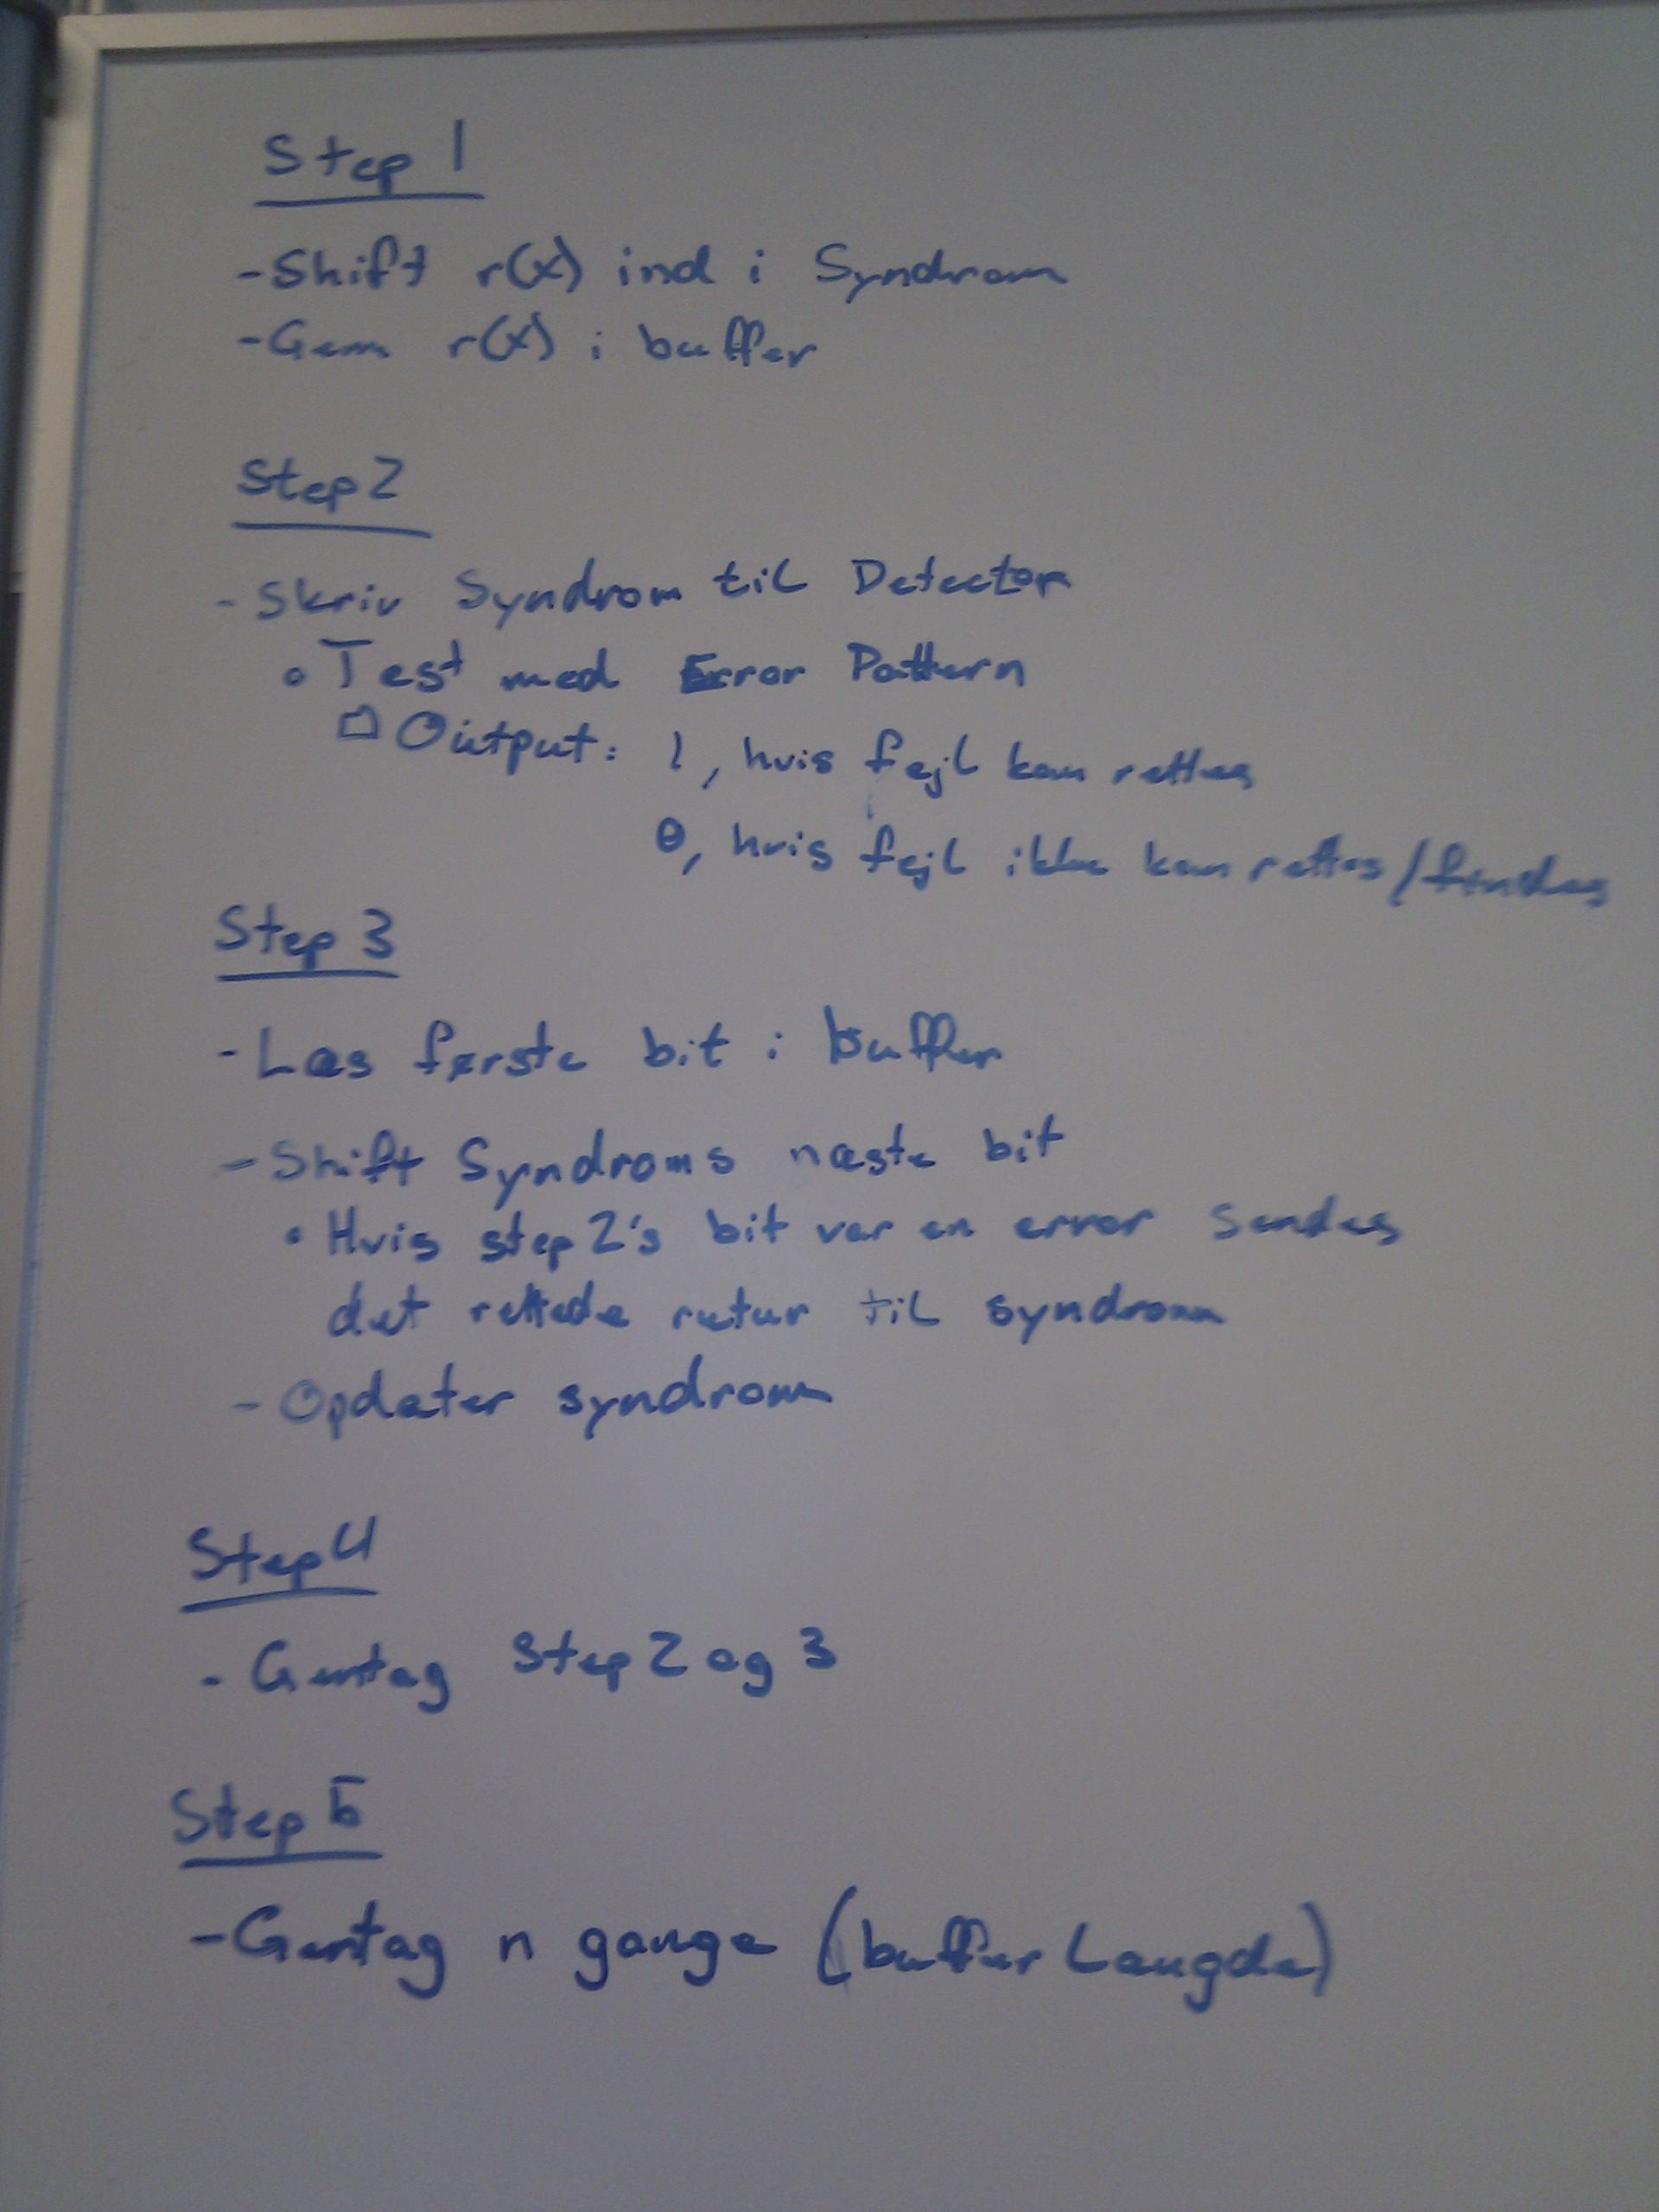 Step 1
- Shift r(x) ind i Syndrom
- Gem r(x) i buffer
Step 2
- Skriv Syndrom til Detector
• Test med Error Pattern
□ Output: 1, hvis fejl kan rettes
0, hvis fejl ikke kan rettes/findes
Step 3
- Læs første bit i buffer
- Shift Syndroms næste bit
• Hvis step 2's bit var en error sendes
det rettede retur til syndrom
- Opdater syndrom
Step 4
- Gentag Step 2 og 3
Step 5
- Gentag n gange (buffer Længde)